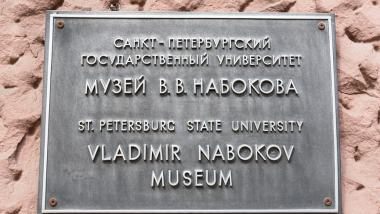 САНКТ-ПЕТЕРБУРГСКИЙ
ГОСУДАРСТВЕННЫЙ УНИВЕРСИТЕТ
МУЗЕЙ В.В. НАБОКОВА
ST. PETERSBURG STATE UNIVERSITY
VLADIMIR NABOKOV
MUSEUM